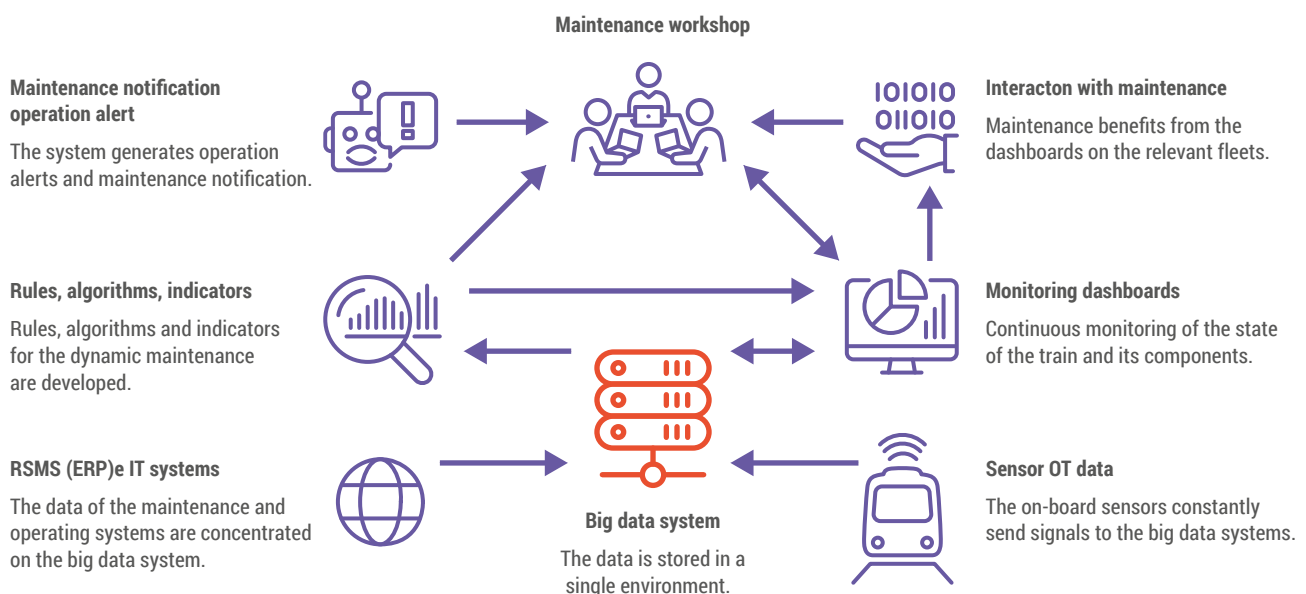 Maintenance workshop
Maintenance notification
operation alert
The system generates operation
alerts and maintenance notification.
IOIOIO
OIIOIO
Interacton with maintenance
Maintenance benefits from the
dashboards on the relevant fleets.
Rules, algorithms, indicators
Rules, algorithms and indicators
for the dynamic maintenance
are developed.
Monitoring dashboards
Continuous monitoring of the state
of the train and its components.
RSMS (ERP)e IT systems
The data of the maintenance and
operating systems are concentrated
on the big data system.
Big data system
The data is stored in a
single environment.
Sensor OT data
The on-board sensors constantly
send signals to the big data systems.